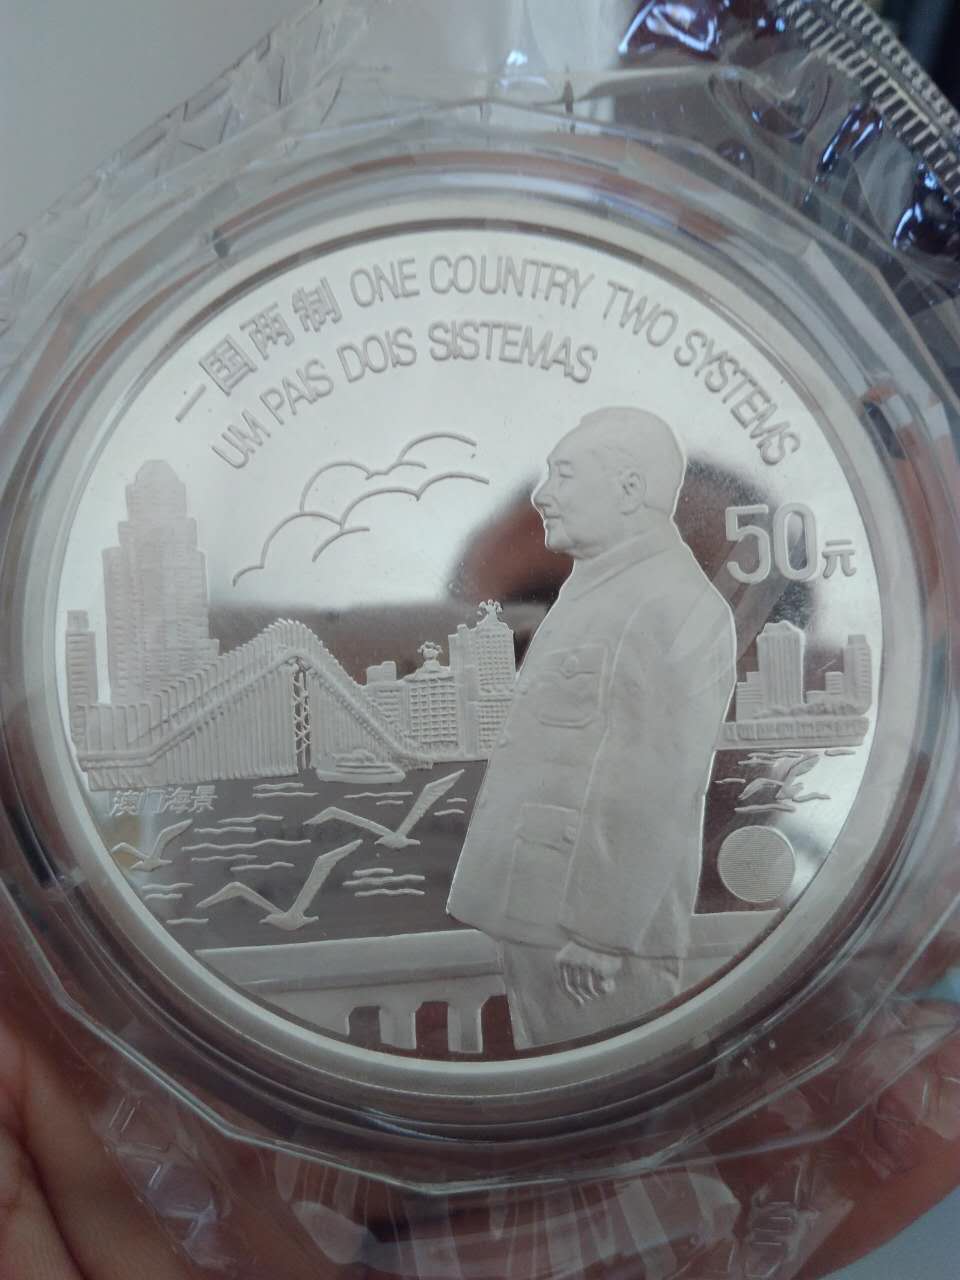 一国两制 ONE COUNTRY TWO SYSTEMS
UM PAIS DOIS SISTEMAS
50元
澳门海景